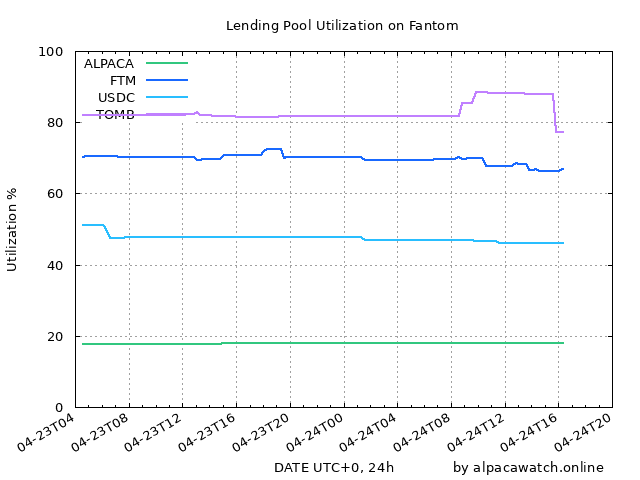 Lending Pool Utilization on Fantom
100
80
60
40
20
0
Utilization %
ALPACA
FTM
USDC
TOMB
04-23T04
04-23T08
04-23T12
04-23T16
04-23T20
04-24T00
04-24T04
04-24T08
04-24T12
04-24T16
04-24T20
DATE UTC+0, 24h by alpacawatch.online